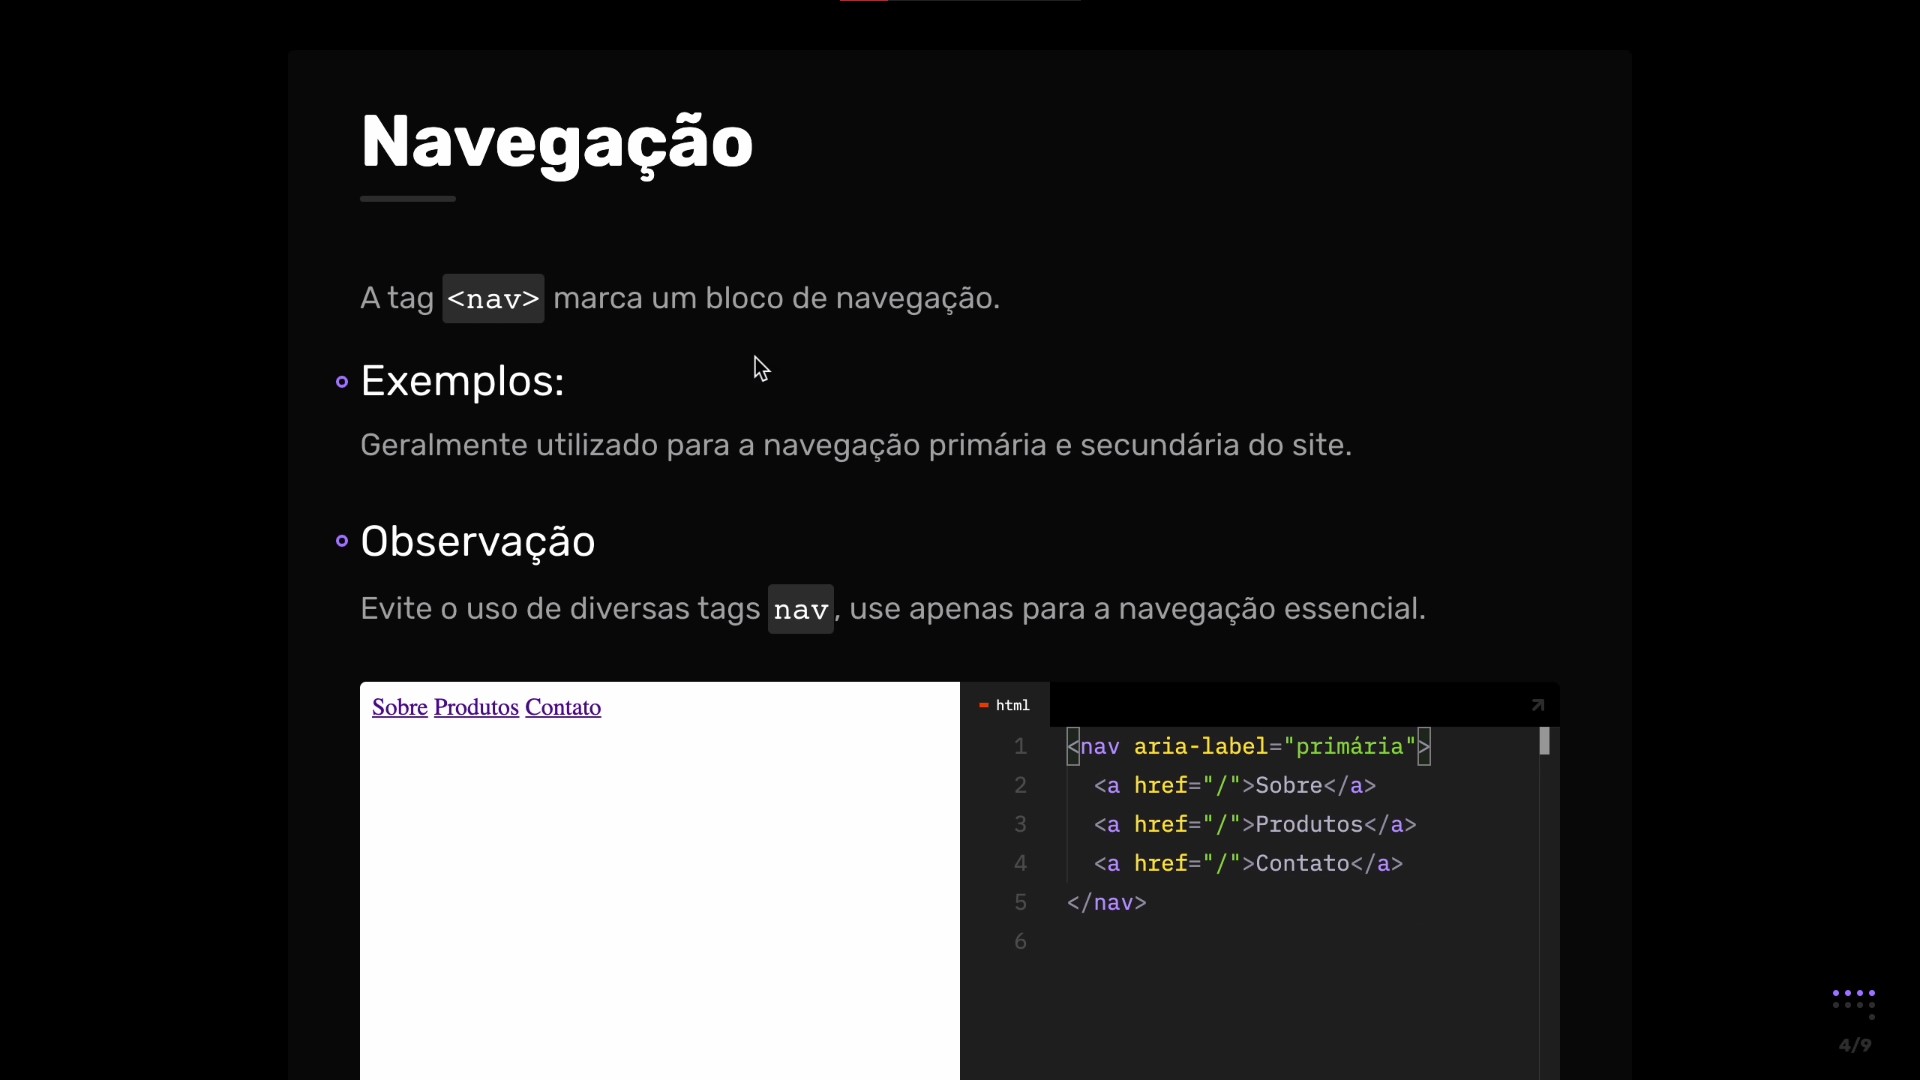 Navegação
A tag <nav> marca um bloco de navegação.
Exemplos:
Geralmente utilizado para a navegação primária e secundária do site.
Observação
Evite o uso de diversas tags nav, use apenas para a navegação essencial.
Sobre Produtos Contato
html
1 <nav aria-label="primária">
2 <a href="/">Sobre</a>
3 <a href="/">Produtos</a>
4 <a href="/">Contato</a>
5 </nav>
6
4/9